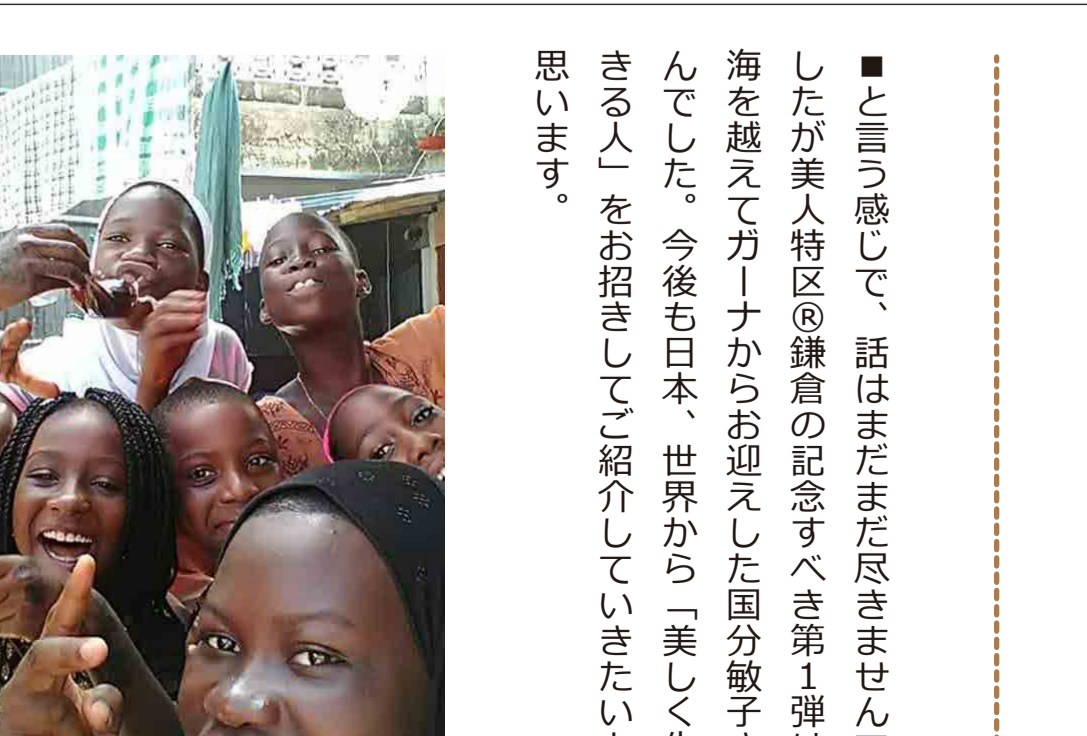 ■と言う感じで、話はまだまだ尽きません
したが美人特区®鎌倉の記念すべき第1弾は
海を越えてガーナからお迎えした国分敏子
んでした。今後も日本、世界から「美しく
きる人」をお招きしてご紹介していきたい
思います。